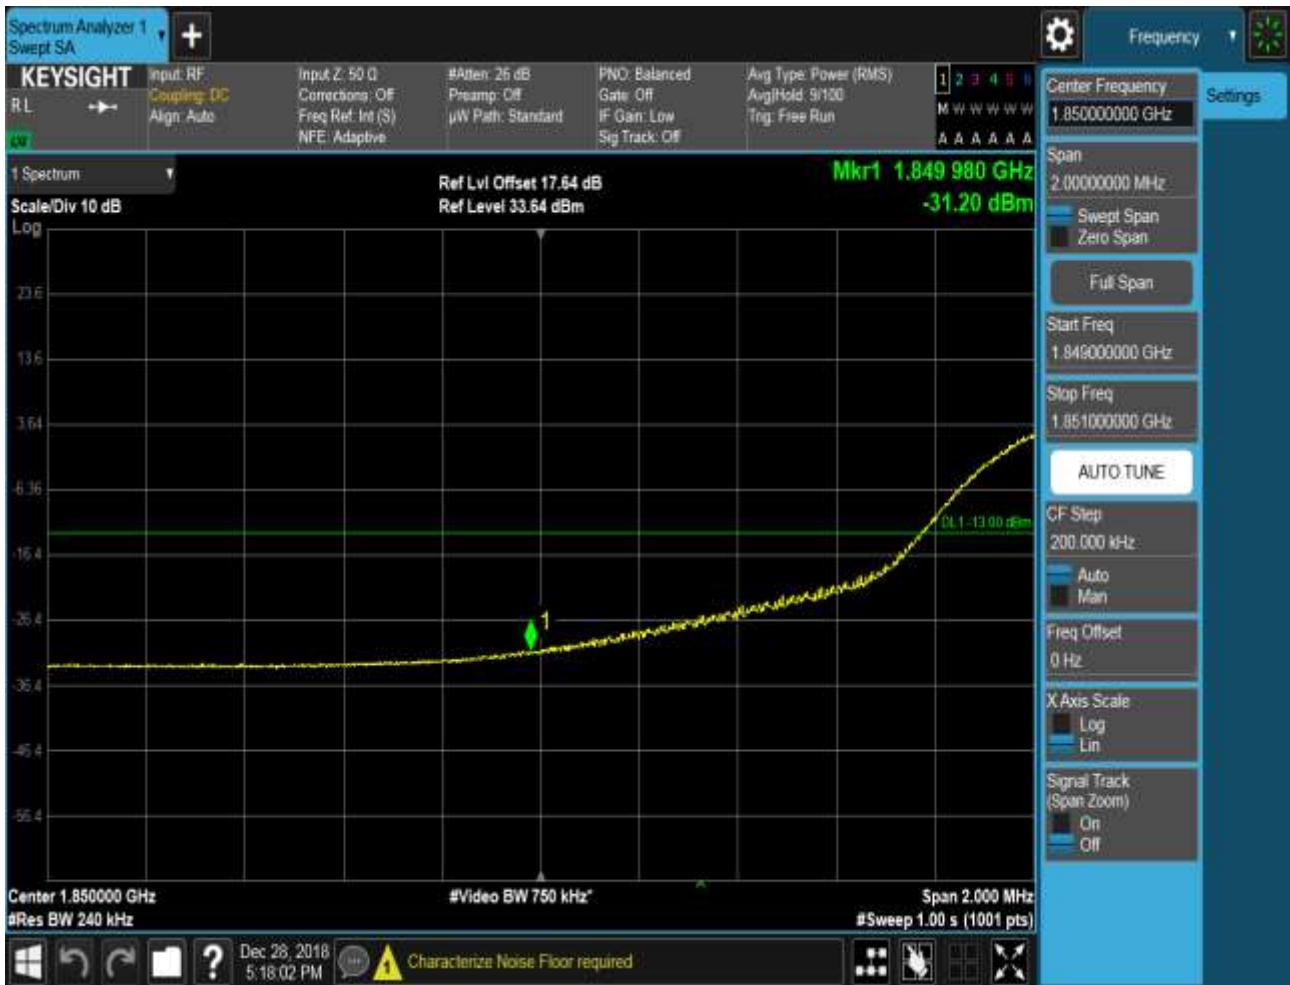 Spectrum Analyzer 1
Swept SA
Frequency
KEYSIGHT
RL
Input: RF
Coupling: DC
Align: Auto
Input Z: 50 Ω
Corrections: Off
Freq Ref: Int (S)
NFE: Adaptive
#Atten: 26 dB
Preamp: Off
µW Path: Standard
PNO: Balanced
Gate: Off
IF Gain: Low
Sig Track: Off
Avg Type: Power (RMS)
Avg|Hold: 9/100
Trig: Free Run
1 2 3 4 5 6
M W W W W W
A A A A A A
1 Spectrum
Scale/Div 10 dB
Log
Ref Lvl Offset 17.64 dB
Ref Level 33.64 dBm
Mkr1 1.849 980 GHz
-31.20 dBm
23.6
13.6
3.64
-6.36
-16.4
-26.4
-36.4
-46.4
-56.4
DL1 -13.00 dBm
1
Center 1.850000 GHz
#Res BW 240 kHz
#Video BW 750 kHz*
Span 2.000 MHz
#Sweep 1.00 s (1001 pts)
Dec 28, 2018
5:18:02 PM
Characterize Noise Floor required
Center Frequency
1.850000000 GHz
Settings
Span
2.00000000 MHz
Swept Span
Zero Span
Full Span
Start Freq
1.849000000 GHz
Stop Freq
1.851000000 GHz
AUTO TUNE
CF Step
200.000 kHz
Auto
Man
Freq Offset
0 Hz
X Axis Scale
Log
Lin
Signal Track
(Span Zoom)
On
Off